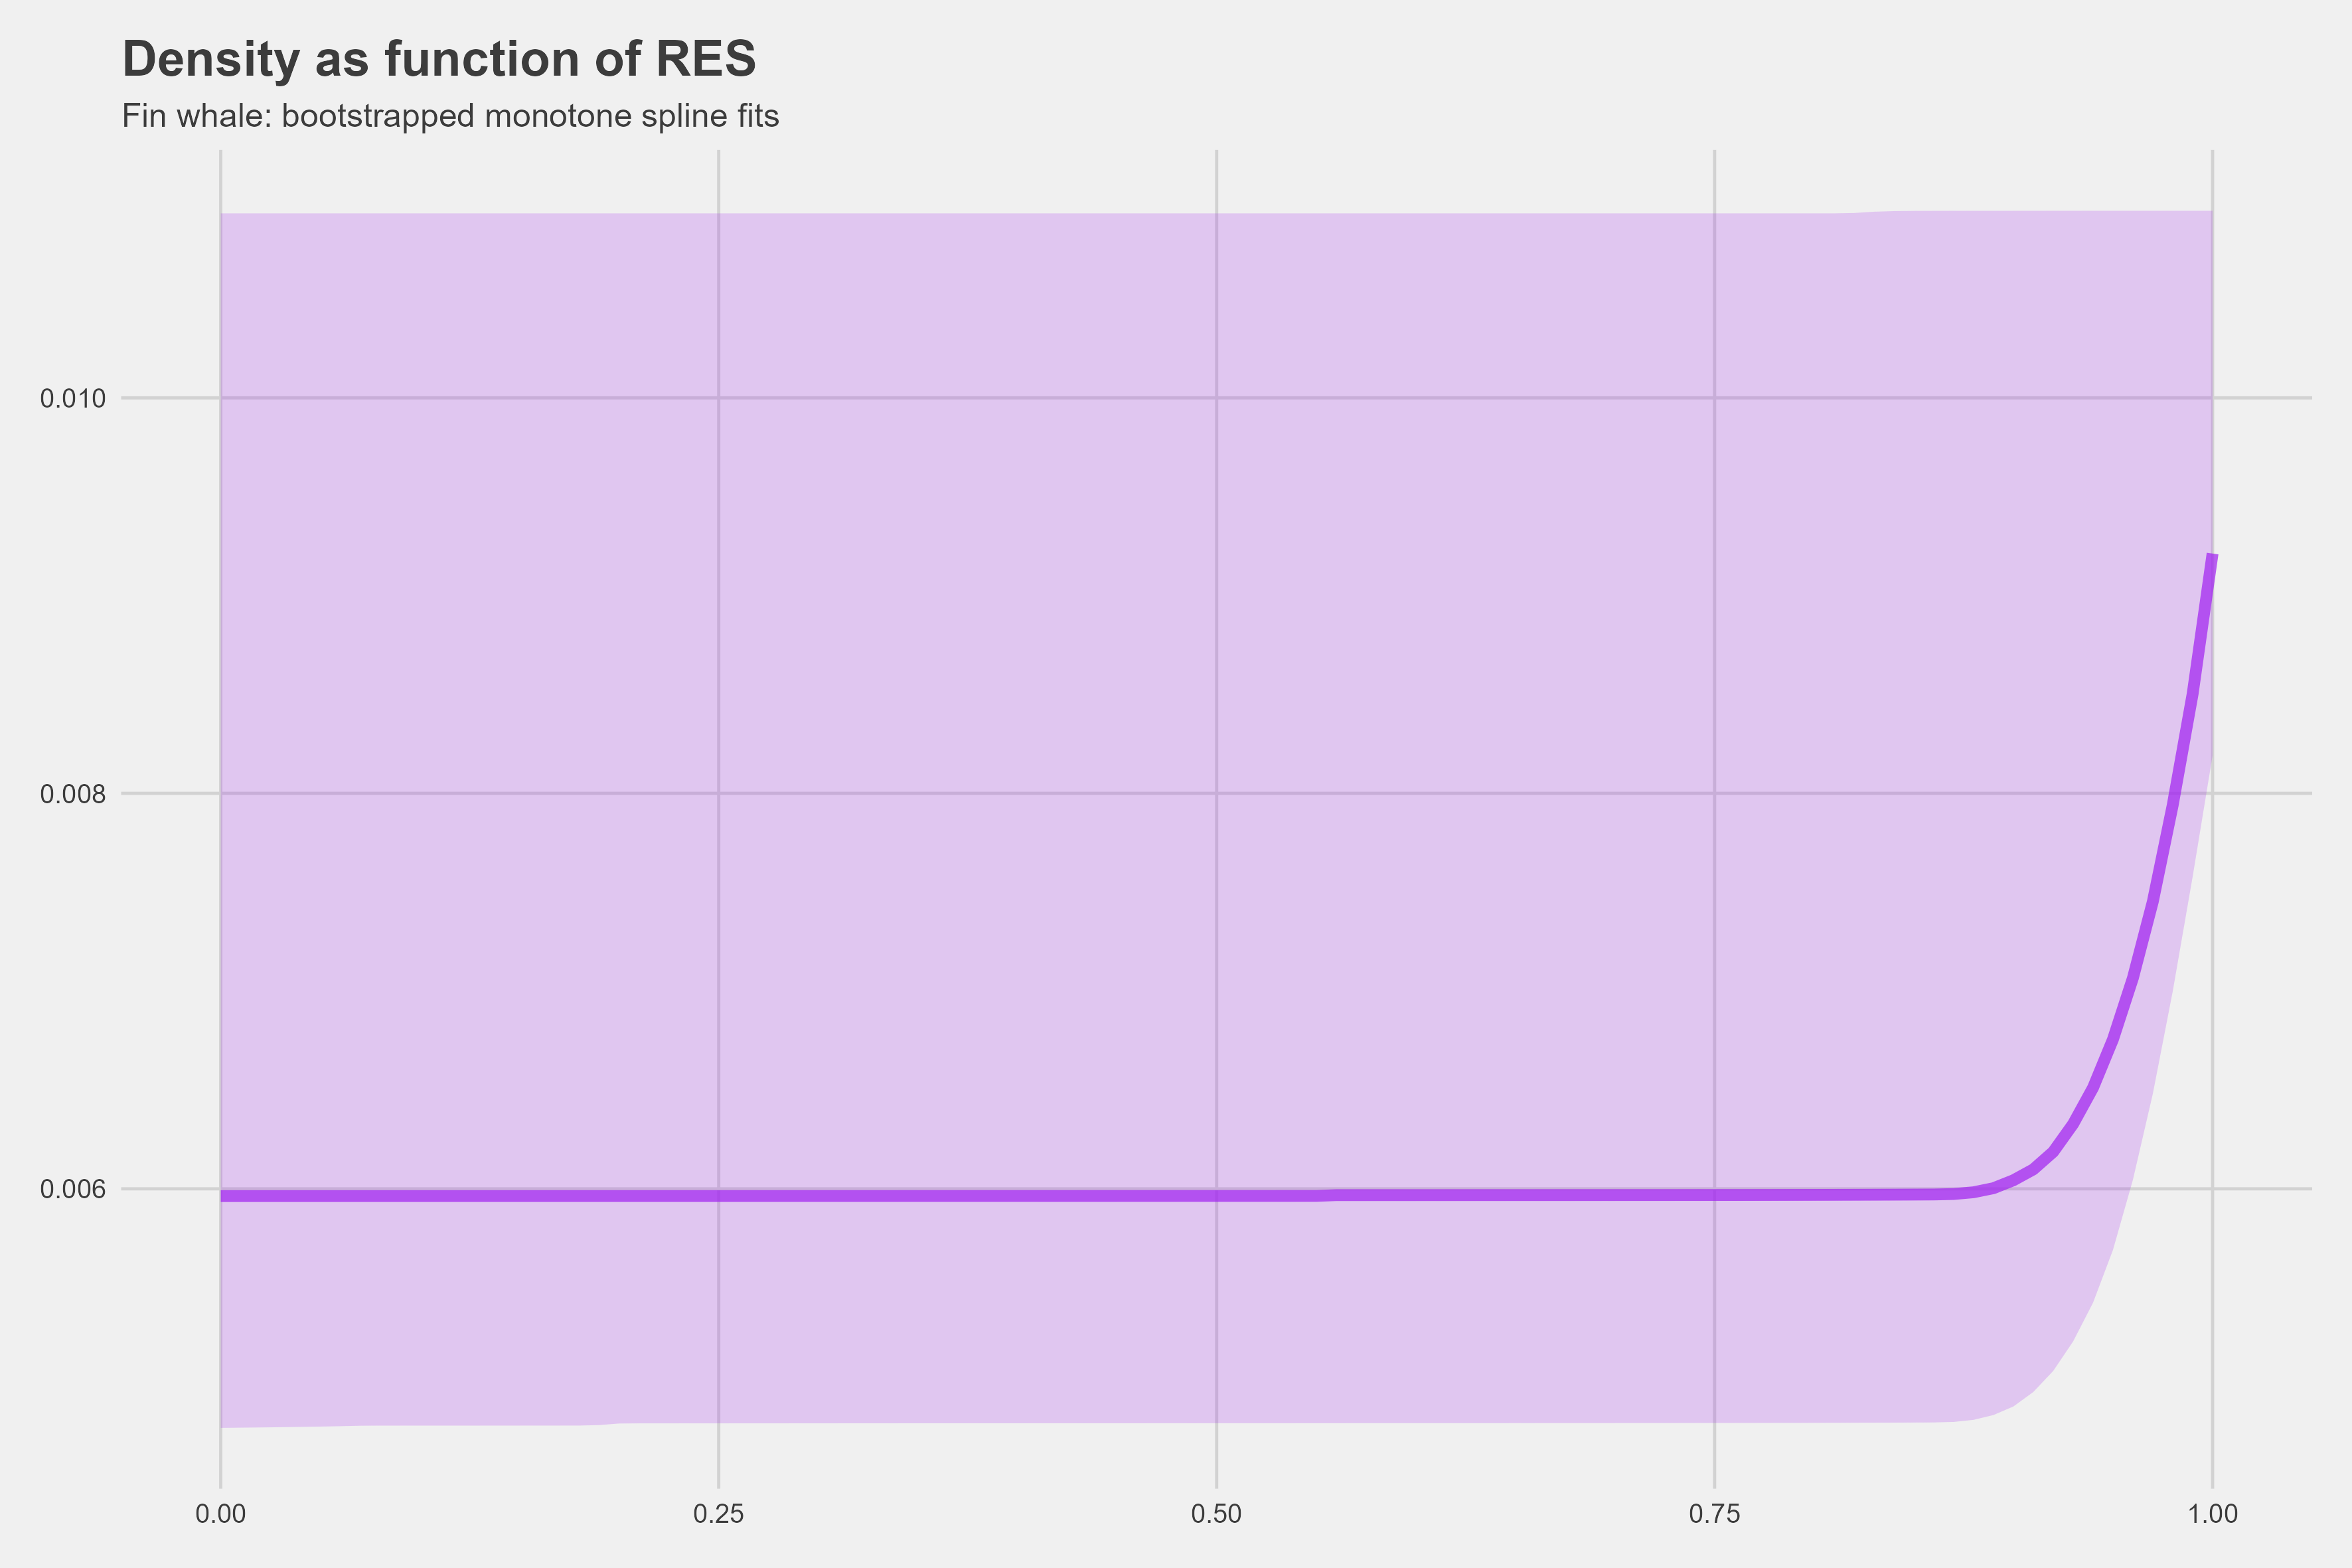 Density as function of RES
Fin whale: bootstrapped monotone spline fits
0.010
0.008
0.006
0.00 0.25 0.50 0.75 1.00